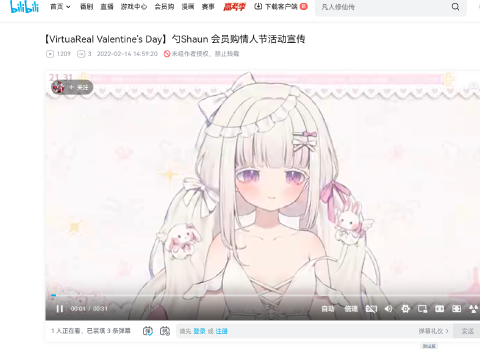 bilibili 首页 番剧 直播 游戏中心 会员购 漫画 赛事 高考季 下载客户端 凡人修仙传
【VirtuaReal Valentine's Day】勺Shaun 会员购情人节活动宣传
1209 3 2022-02-14 14:59:20 未经作者授权，禁止转载
21:31
+ 关注
00:01 / 00:31 自动 倍速
1 人正在看，已装填 3 条弹幕 请先 登录 或 注册 弹幕礼仪 发送